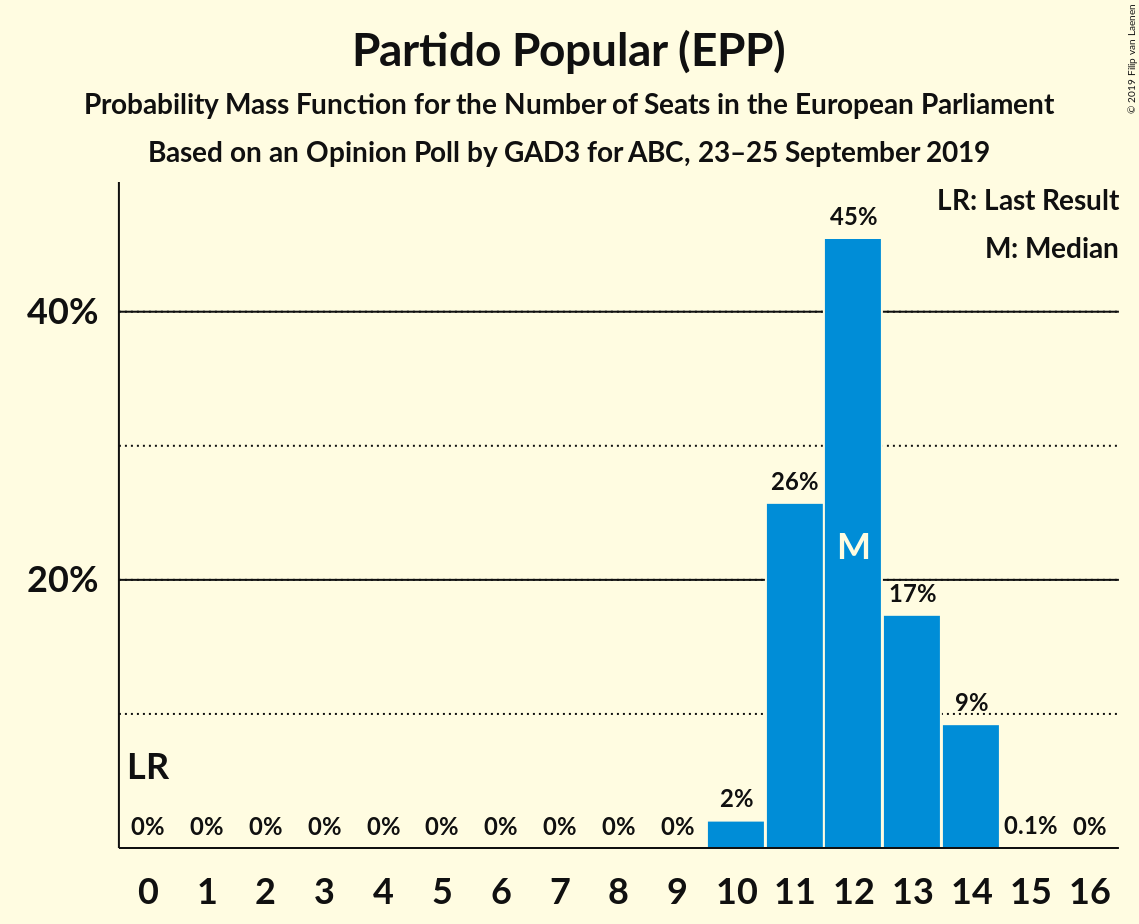 Partido Popular (EPP)
Probability Mass Function for the Number of Seats in the European Parliament
Based on an Opinion Poll by GAD3 for ABC, 23–25 September 2019
© 2019 Filip van Laenen
LR: Last Result
M: Median
45%
40%
26%
M
20%
17%
9%
LR
2%
0% 0% 0% 0% 0% 0% 0% 0% 0% 0% 0.1% 0%
0 1 2 3 4 5 6 7 8 9 10 11 12 13 14 15 16